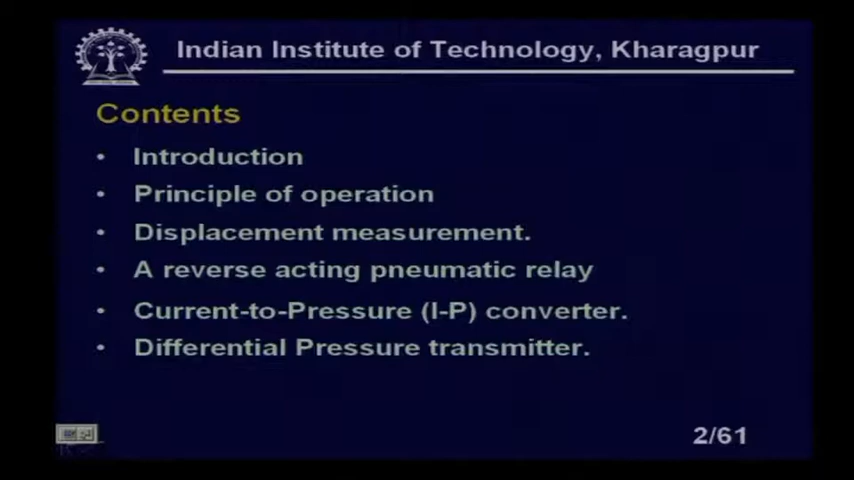 Indian Institute of Technology, Kharagpur
Contents
• Introduction
• Principle of operation
• Displacement measurement.
• A reverse acting pneumatic relay
• Current-to-Pressure (I-P) converter.
• Differential Pressure transmitter.
2/61